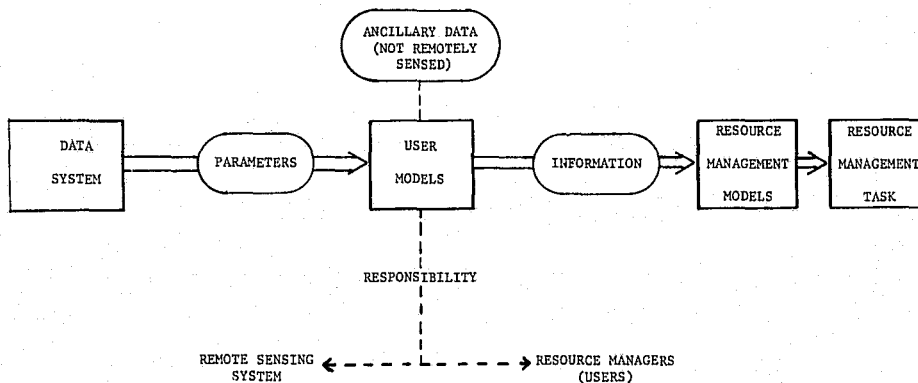 ANCILLARY DATA
(NOT REMOTELY
SENSED)
DATA
SYSTEM
PARAMETERS
USER
MODELS
INFORMATION
RESOURCE
MANAGEMENT
MODELS
RESOURCE
MANAGEMENT
TASK
RESPONSIBILITY
REMOTE SENSING
SYSTEM
RESOURCE MANAGERS
(USERS)